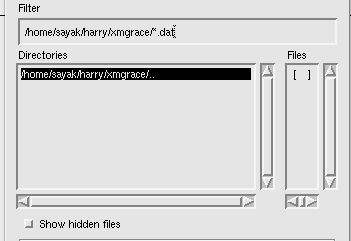 Filter
/home/sayak/harry/xmgrace/*.dat
Directories
Files
/home/sayak/harry/xmgrace/..
[ ]
Show hidden files